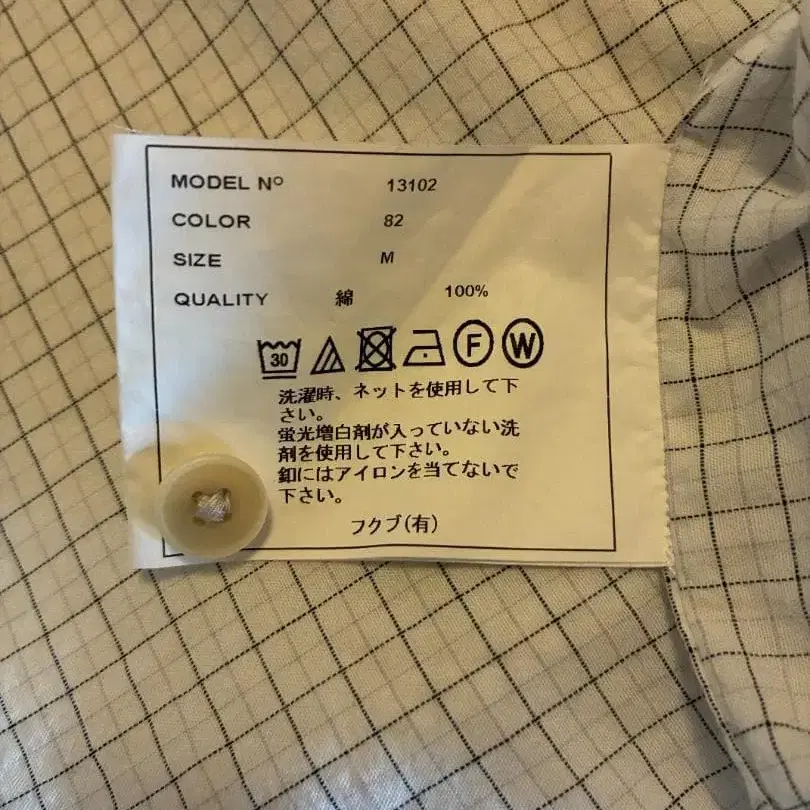 MODEL Nº 13102
COLOR 82
SIZE M
QUALITY 綿 100%
30 F W
洗濯時、ネットを使用して下
さい。
蛍光増白剤が入っていない洗
剤を使用して下さい。
釦にはアイロンを当てないで
下さい。
フクブ(有)